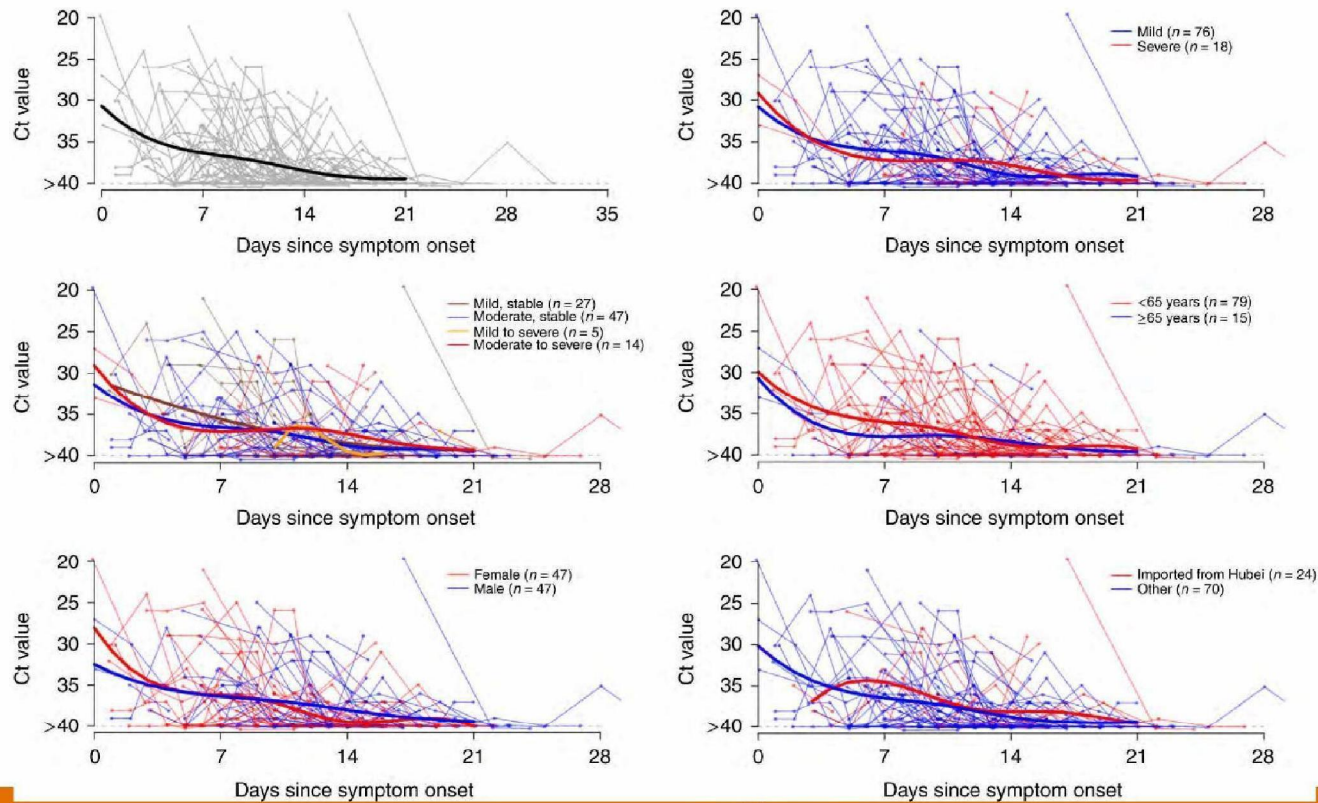 20
25
30
35
>40
Ct value
0 7 14 21 28 35
Days since symptom onset
20
25
30
35
>40
Ct value
Mild (n = 76)
Severe (n = 18)
0 7 14 21 28
Days since symptom onset
20
25
30
35
>40
Ct value
Mild, stable (n = 27)
Moderate, stable (n = 47)
Mild to severe (n = 5)
Moderate to severe (n = 14)
0 7 14 21 28
Days since symptom onset
20
25
30
35
>40
Ct value
<65 years (n = 79)
≥65 years (n = 15)
0 7 14 21 28
Days since symptom onset
20
25
30
35
>40
Ct value
Female (n = 47)
Male (n = 47)
0 7 14 21 28
Days since symptom onset
20
25
30
35
>40
Ct value
Imported from Hubei (n = 24)
Other (n = 70)
0 7 14 21 28
Days since symptom onset